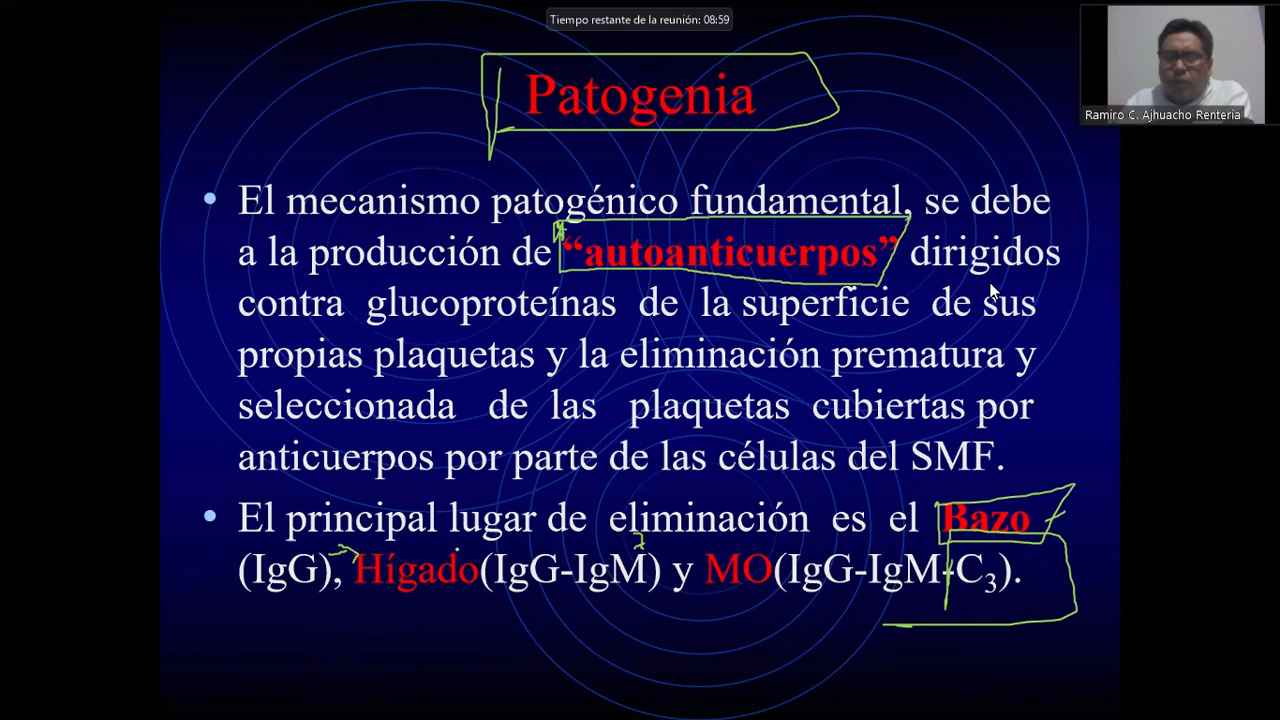 Tiempo restante de la reunión: 08:59
Patogenia
Ramiro C. Ajhuacho Renteria
• El mecanismo patogénico fundamental, se debe
a la producción de “autoanticuerpos” dirigidos
contra glucoproteínas de la superficie de sus
propias plaquetas y la eliminación prematura y
seleccionada de las plaquetas cubiertas por
anticuerpos por parte de las células del SMF.
• El principal lugar de eliminación es el Bazo
(IgG), Hígado(IgG-IgM) y MO(IgG-IgM-C3).